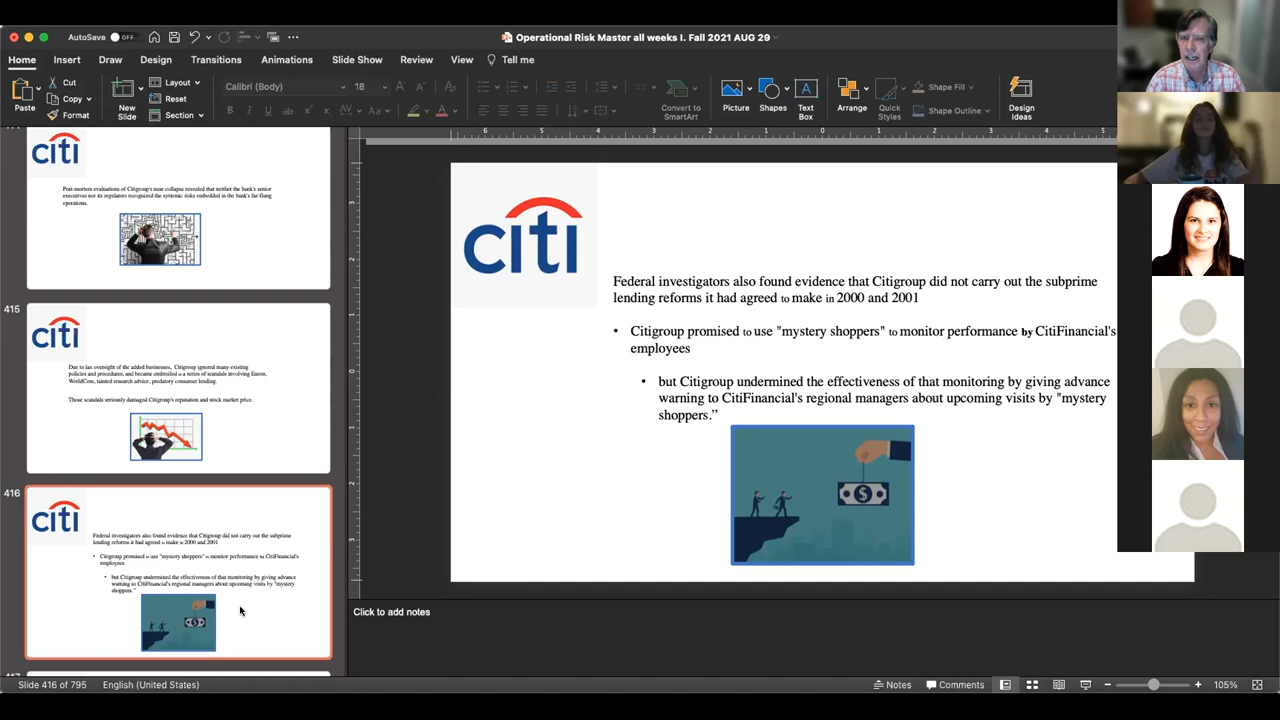 AutoSave OFF
Operational Risk Master all weeks I. Fall 2021 AUG 29
Home Insert Draw Design Transitions Animations Slide Show Review View Tell me
Paste
Cut
Copy
Format
New
Slide
Layout
Reset
Section
Calibri (Body) 18
Convert to
SmartArt
Picture
Shapes
Text
Box
Arrange
Quick
Styles
Shape Fill
Shape Outline
Design
Ideas
citi
Post-mortem evaluations of Citigroup's near-collapse revealed that neither the bank's senior
executives nor its regulators recognized the systemic risks embedded in the bank's far-flung
operations.
415
citi
Due to lax oversight of the added businesses, Citigroup ignored many existing
policies and procedures, and became embroiled in a series of scandals involving Enron,
WorldCom, tainted research advice, predatory consumer lending.
Those scandals seriously damaged Citigroup's reputation and stock market price.
416
citi
Federal investigators also found evidence that Citigroup did not carry out the subprime
lending reforms it had agreed to make in 2000 and 2001
• Citigroup promised to use "mystery shoppers" to monitor performance by CitiFinancial's
employees
• but Citigroup undermined the effectiveness of that monitoring by giving advance
warning to CitiFinancial's regional managers about upcoming visits by "mystery
shoppers."
citi
Federal investigators also found evidence that Citigroup did not carry out the subprime
lending reforms it had agreed to make in 2000 and 2001
• Citigroup promised to use "mystery shoppers" to monitor performance by CitiFinancial's
employees
• but Citigroup undermined the effectiveness of that monitoring by giving advance
warning to CitiFinancial's regional managers about upcoming visits by "mystery
shoppers.”
$
Click to add notes
Slide 416 of 795 English (United States) Notes Comments 105%